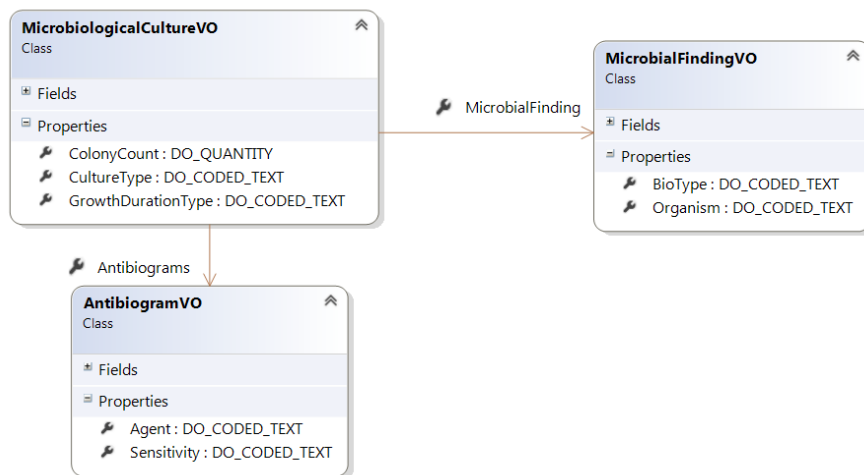 MicrobiologicalCultureVO
Class
Fields
Properties
ColonyCount : DO_QUANTITY
CultureType : DO_CODED_TEXT
GrowthDurationType : DO_CODED_TEXT
MicrobialFinding
MicrobialFindingVO
Class
Fields
Properties
BioType : DO_CODED_TEXT
Organism : DO_CODED_TEXT
Antibiograms
AntibiogramVO
Class
Fields
Properties
Agent : DO_CODED_TEXT
Sensitivity : DO_CODED_TEXT